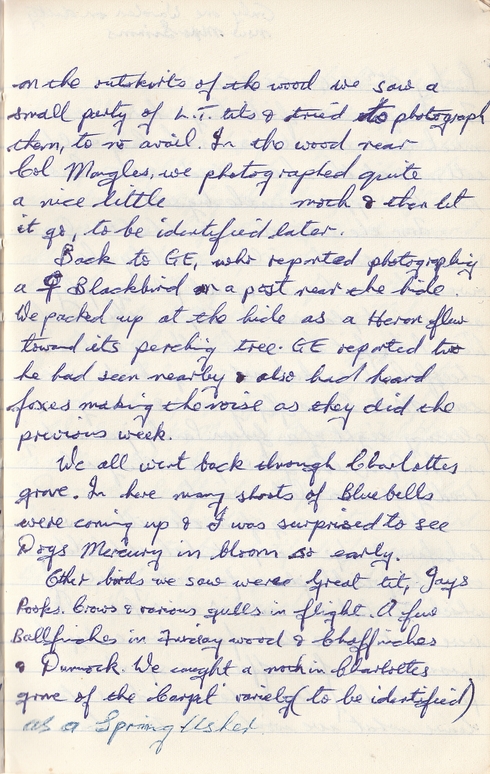 on the outskirts of the wood we saw a
small party of L.T. tits & tried to photograph
them, to no avail. In the wood near
Col Mangles, we photographed quite
a nice little moth & then let
it go, to be identified later.
Back to GE, who reported photographing
a ♀ Blackbird on a post near the hide.
We packed up at the hide as a Heron flew
toward its perching tree. GE reported two
he had seen nearby & also had heard
foxes making the noise as they did the
previous week.
We all went back through Charlottes
grove. In here many shoots of Bluebells
were coming up & I was surprised to see
Dogs Mercury in bloom so early.
Other birds we saw were Great tit, Jays
Rooks. Crows & various gulls in flight. A few
Bullfinches in wood & Chaffinches
& Dunnock. We caught a moth in Charlottes
grove of the 'Carpet' variety (to be identified)
as a Spring Usher.